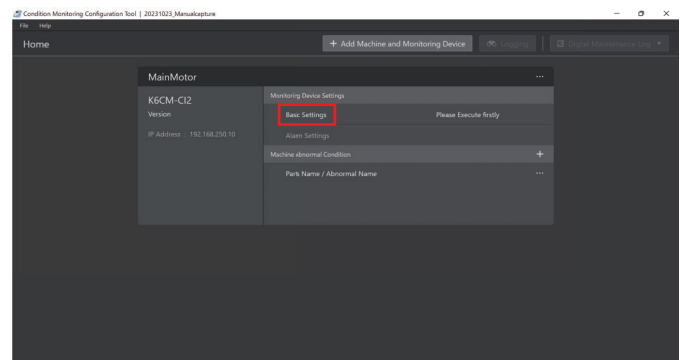 Condition Monitoring Configuration Tool | 20231023_Manualcapture
File Help
Home
+ Add Machine and Monitoring Device
Logging
Digital Maintenance Log
MainMotor
K6CM-CI2
Version
IP Address : 192.168.250.10
Monitoring Device Settings
Basic Settings
Please Execute firstly
Alarm Settings
Machine abnormal Condition
+
Parts Name / Abnormal Name